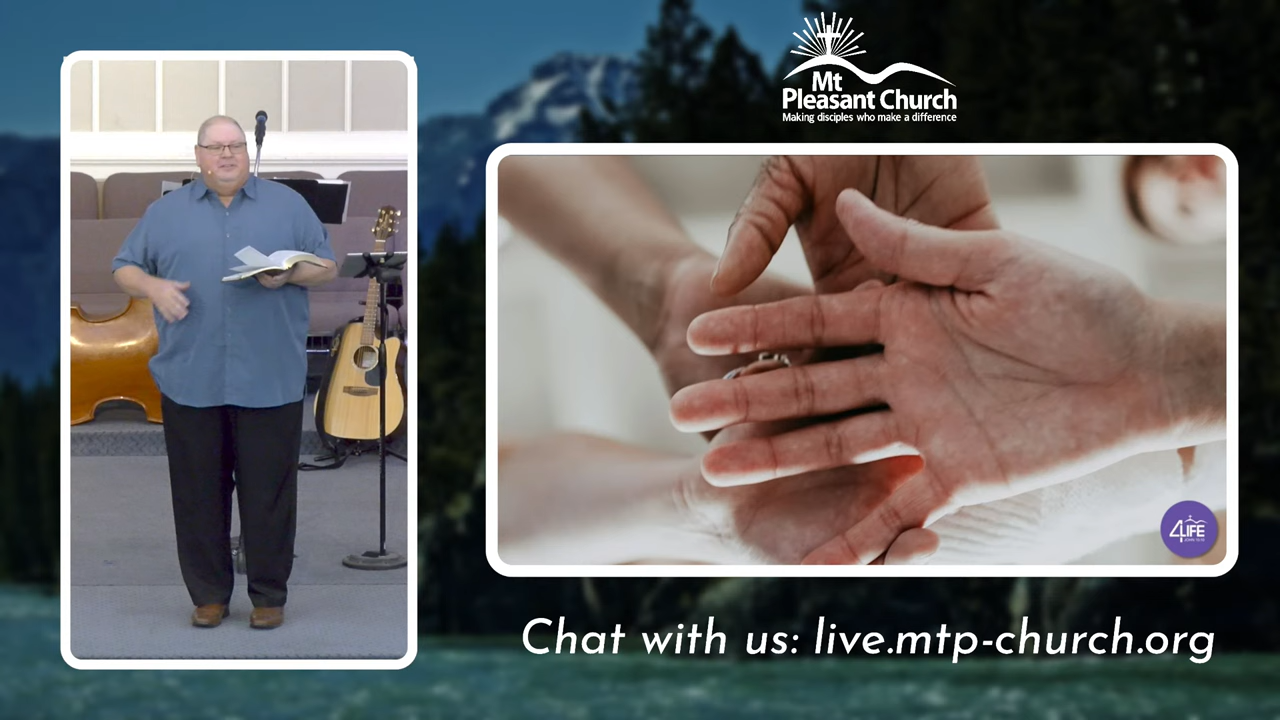 Mt
Pleasant Church
Making disciples who make a difference
4LIFE
Chat with us: live.mtp-church.org